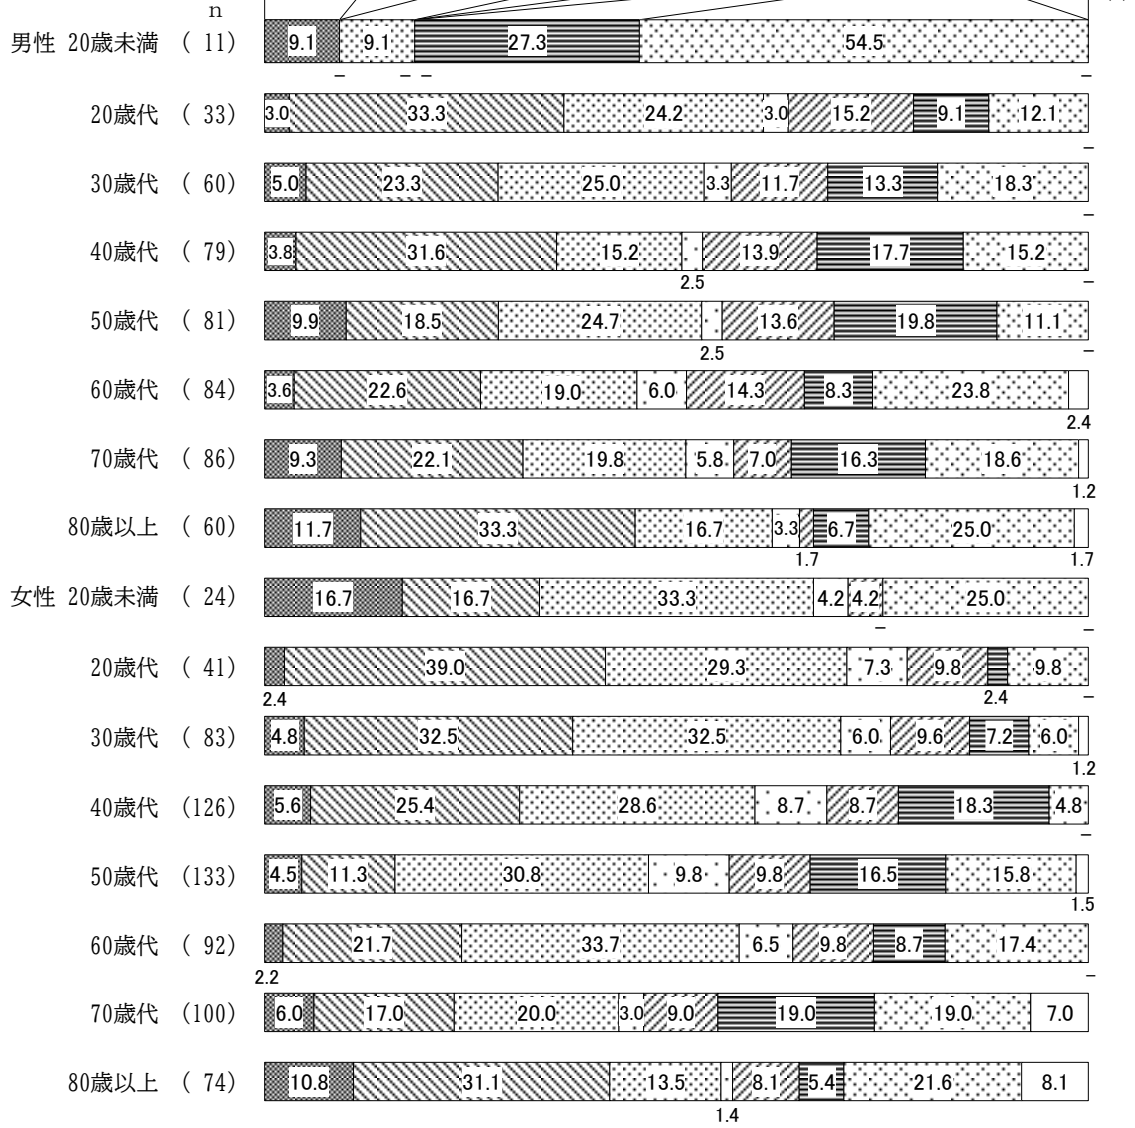 n
男性 20歳未満 ( 11) 9.1 9.1 27.3 54.5
– – – –
20歳代 ( 33) 3.0 33.3 24.2 3.0 15.2 9.1 12.1
–
30歳代 ( 60) 5.0 23.3 25.0 3.3 11.7 13.3 18.3
–
40歳代 ( 79) 3.8 31.6 15.2 13.9 17.7 15.2
2.5 –
50歳代 ( 81) 9.9 18.5 24.7 13.6 19.8 11.1
2.5 –
60歳代 ( 84) 3.6 22.6 19.0 6.0 14.3 8.3 23.8
2.4
70歳代 ( 86) 9.3 22.1 19.8 5.8 7.0 16.3 18.6
1.2
80歳以上 ( 60) 11.7 33.3 16.7 3.3 6.7 25.0
1.7 1.7
女性 20歳未満 ( 24) 16.7 16.7 33.3 4.2 4.2 25.0
– –
20歳代 ( 41) 39.0 29.3 7.3 9.8 9.8
2.4 2.4 –
30歳代 ( 83) 4.8 32.5 32.5 6.0 9.6 7.2 6.0
1.2
40歳代 (126) 5.6 25.4 28.6 8.7 8.7 18.3 4.8
–
50歳代 (133) 4.5 11.3 30.8 9.8 9.8 16.5 15.8
1.5
60歳代 ( 92) 21.7 33.7 6.5 9.8 8.7 17.4
2.2 –
70歳代 (100) 6.0 17.0 20.0 3.0 9.0 19.0 19.0 7.0
80歳以上 ( 74) 10.8 31.1 13.5 8.1 5.4 21.6 8.1
1.4